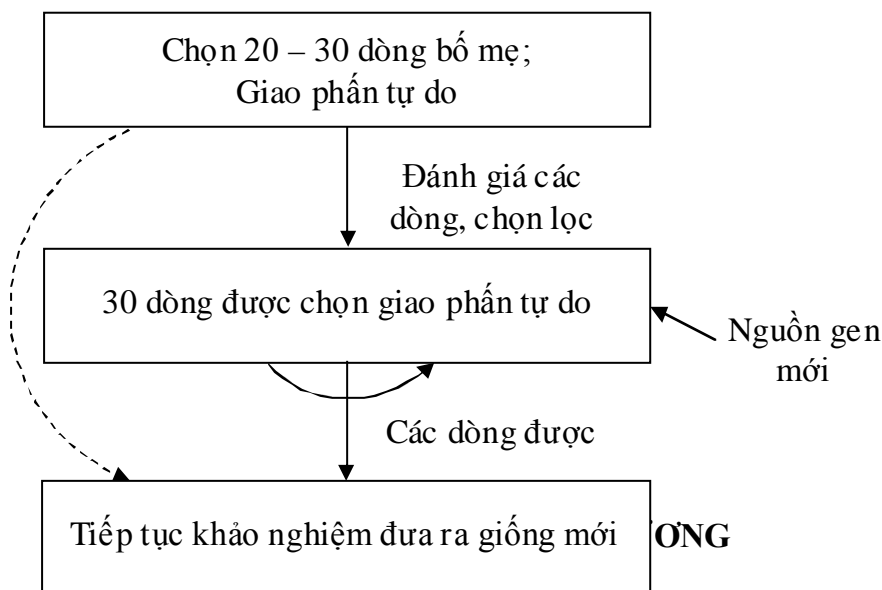 Chọn 20 – 30 dòng bố mẹ;
Giao phấn tự do
Đánh giá các
dòng, chọn lọc
30 dòng được chọn giao phấn tự do
Nguồn gen
mới
Các dòng được
Tiếp tục khảo nghiệm đưa ra giống mới
ƯƠNG